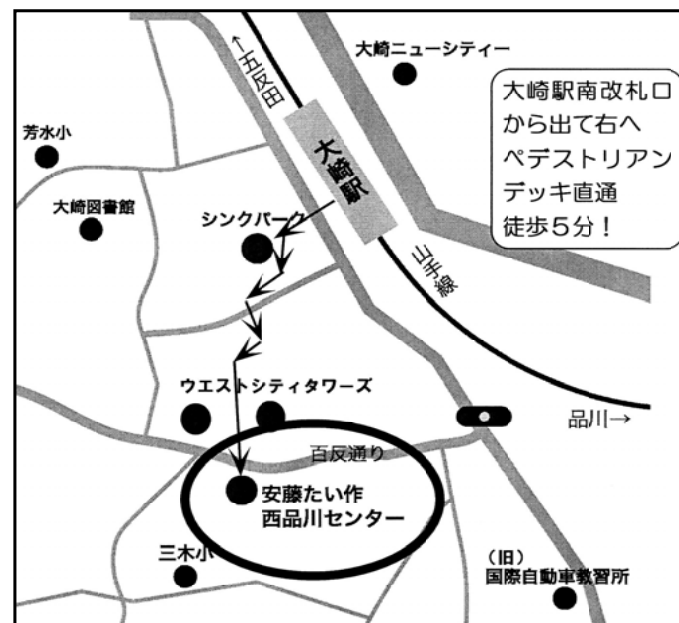 ←五反田
大崎ニューシティー
大崎駅南改札口
から出て右へ
ペデストリアン
デッキ直通
徒歩5分！
芳水小
大崎駅
大崎図書館
シンクパーク
山手線
ウエストシティタワーズ
品川→
百反通り
安藤たい作
西品川センター
三木小
（旧）
国際自動車教習所